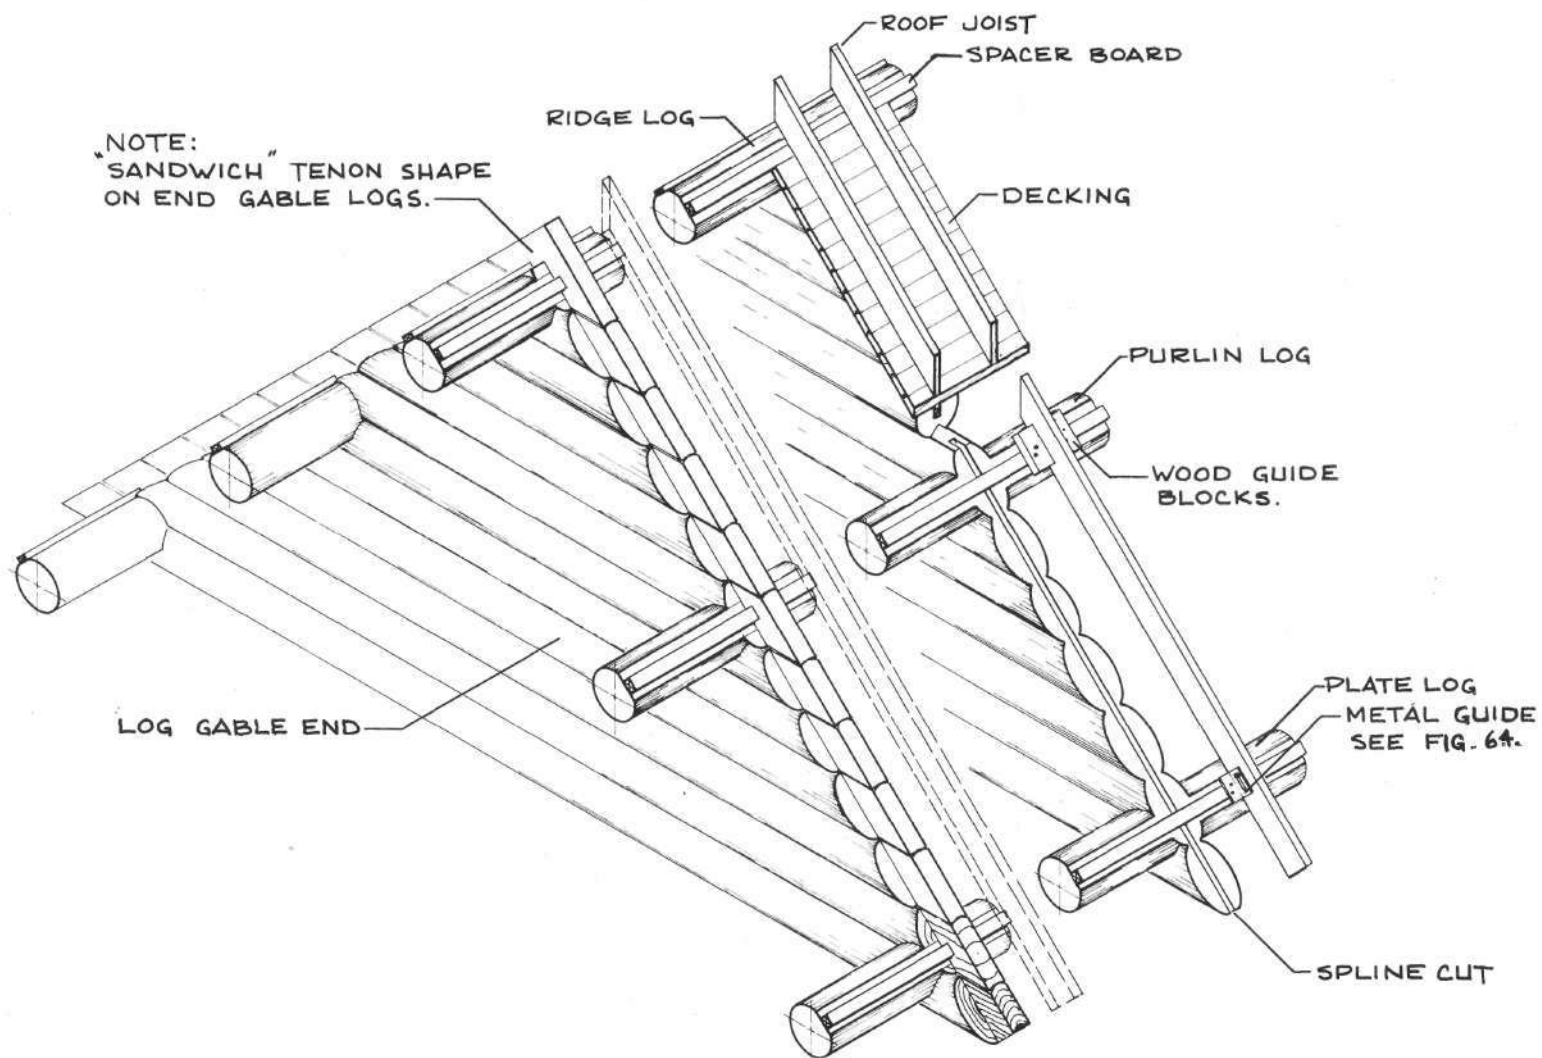 ROOF JOIST
SPACER BOARD
RIDGE LOG
NOTE:
"SANDWICH" TENON SHAPE
ON END GABLE LOGS.
DECKING
PURLIN LOG
WOOD GUIDE
BLOCKS.
PLATE LOG
METAL GUIDE
SEE FIG. 64.
LOG GABLE END
SPLINE CUT